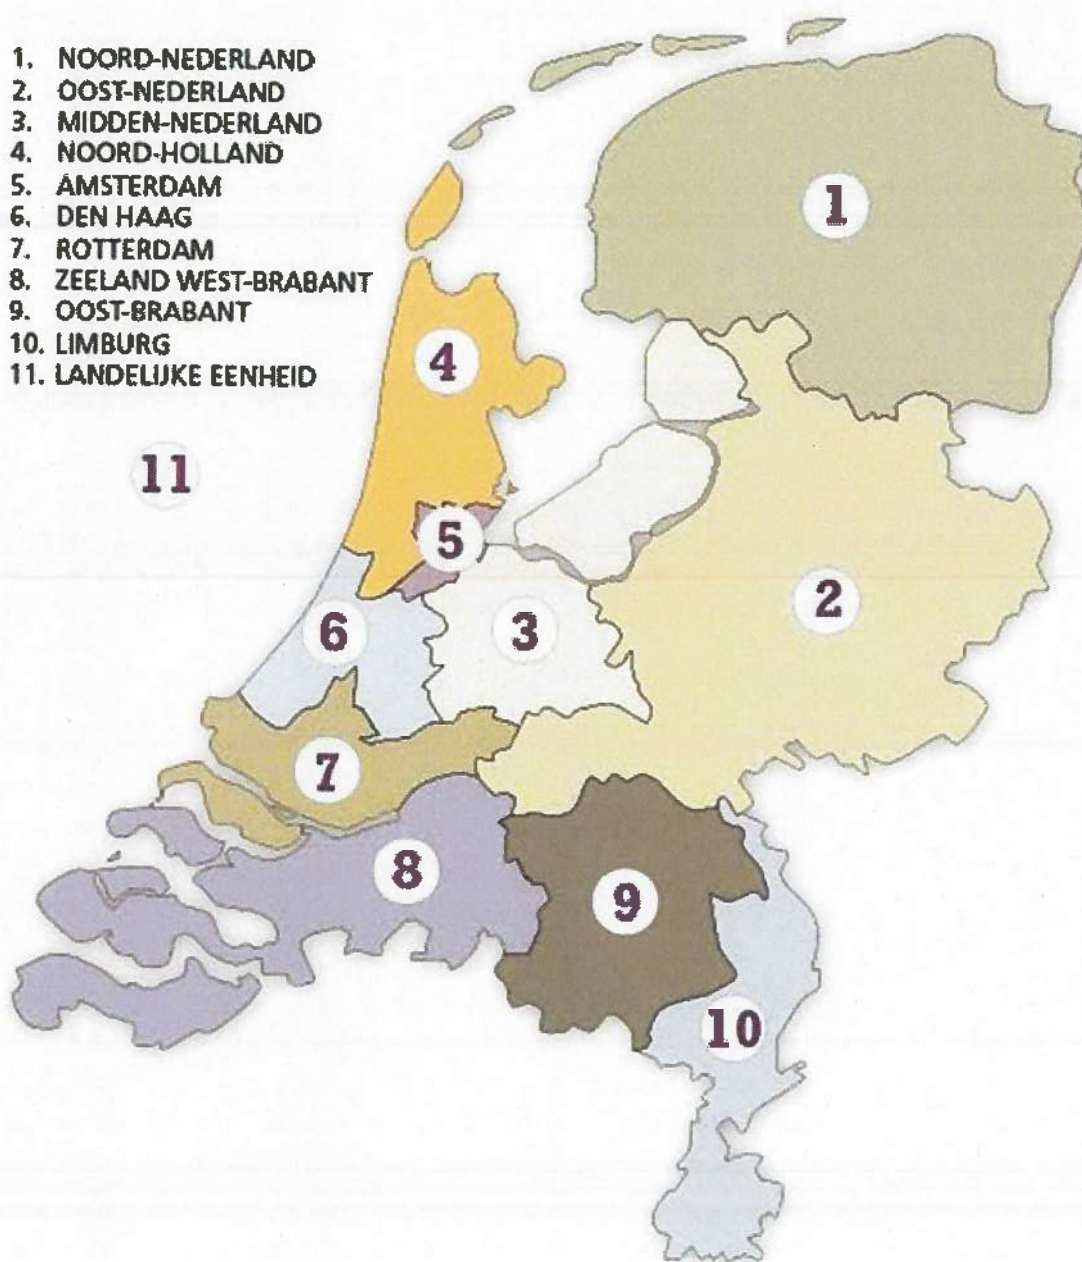 1. NOORD-NEDERLAND
2. OOST-NEDERLAND
3. MIDDEN-NEDERLAND
4. NOORD-HOLLAND
5. AMSTERDAM
6. DEN HAAG
7. ROTTERDAM
8. ZEELAND WEST-BRABANT
9. OOST-BRABANT
10. LIMBURG
11. LANDELIJKE EENHEID
1
4
11
5
2
6
3
7
8
9
10